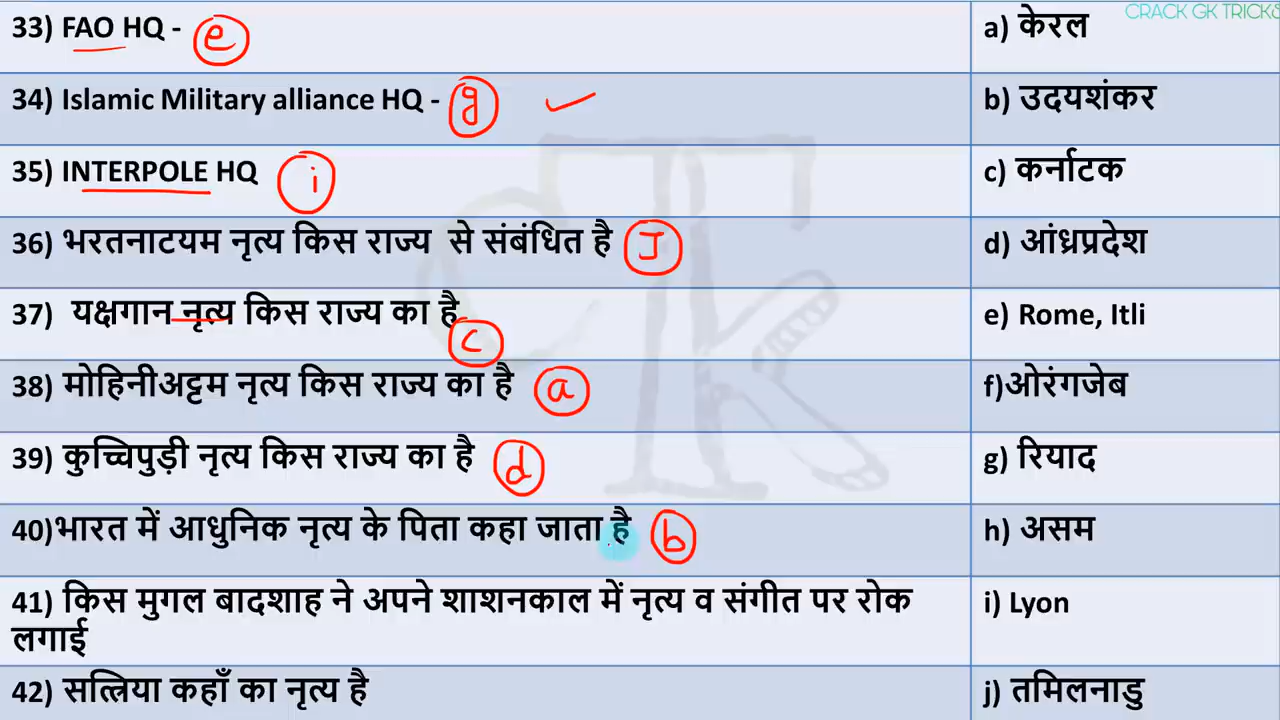 CRACK GK TRICKS
33) FAO HQ - e
a) केरल
34) Islamic Military alliance HQ - g
b) उदयशंकर
35) INTERPOLE HQ i
c) कर्नाटक
36) भरतनाटयम नृत्य किस राज्य से संबंधित है J
d) आंध्रप्रदेश
37) यक्षगान नृत्य किस राज्य का है c
e) Rome, Itli
38) मोहिनीअट्टम नृत्य किस राज्य का है a
f)ओरंगजेब
39) कुच्चिपुड़ी नृत्य किस राज्य का है d
g) रियाद
40)भारत में आधुनिक नृत्य के पिता कहा जाता है b
h) असम
41) किस मुगल बादशाह ने अपने शाशनकाल में नृत्य व संगीत पर रोक
लगाई
i) Lyon
42) सत्त्रिया कहाँ का नृत्य है
j) तमिलनाडु
CTk